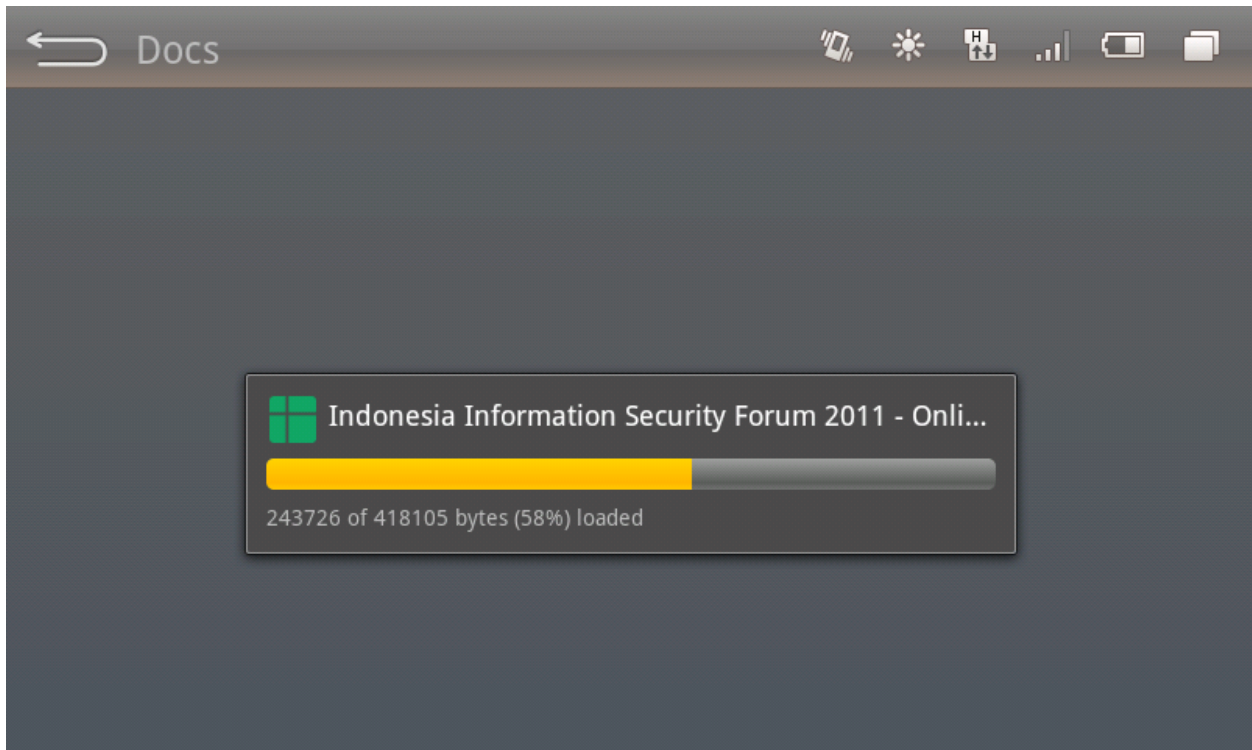 Docs
H
Indonesia Information Security Forum 2011 - Onli...
243726 of 418105 bytes (58%) loaded